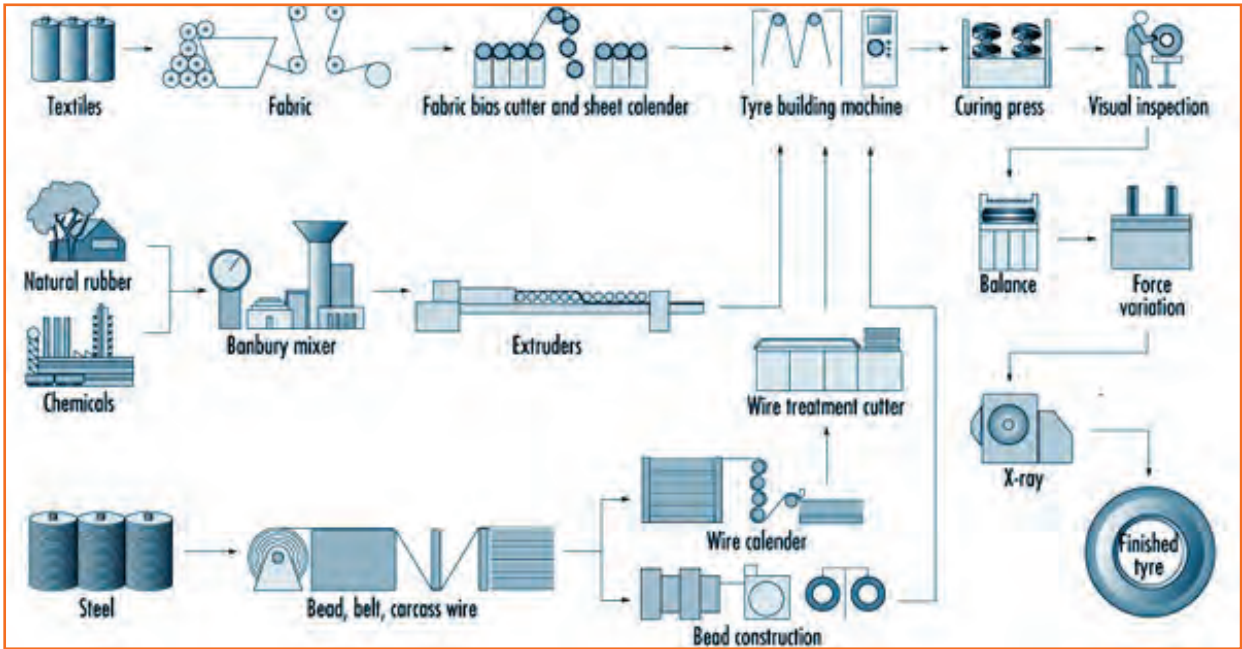 Textiles
Fabric
Fabric bias cutter and sheet calender
Tyre building machine
Curing press
Visual inspection
Natural rubber
Chemicals
Banbury mixer
Extruders
Balance
Force
variation
Wire treatment cutter
X-ray
Steel
Bead, belt, carcass wire
Wire calender
Bead construction
Finished
tyre